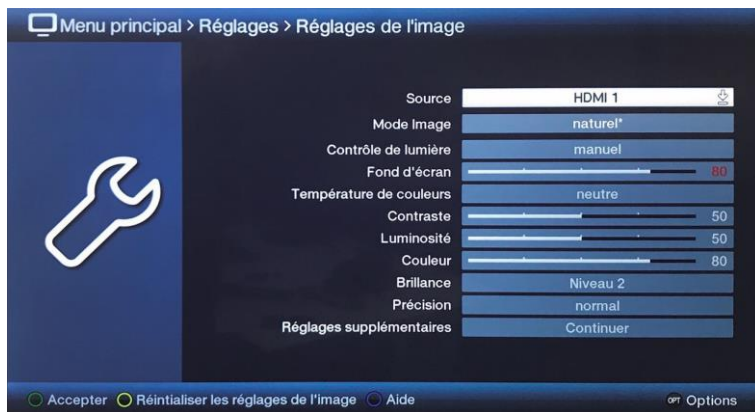 Menu principal > Réglages > Réglages de l'image
Source HDMI 1
Mode Image naturel*
Contrôle de lumière manuel
Fond d'écran 80
Température de couleurs neutre
Contraste 50
Luminosité 50
Couleur 80
Brillance Niveau 2
Précision normal
Réglages supplémentaires Continuer
Accepter Réintialiser les réglages de l'image Aide OPT Options